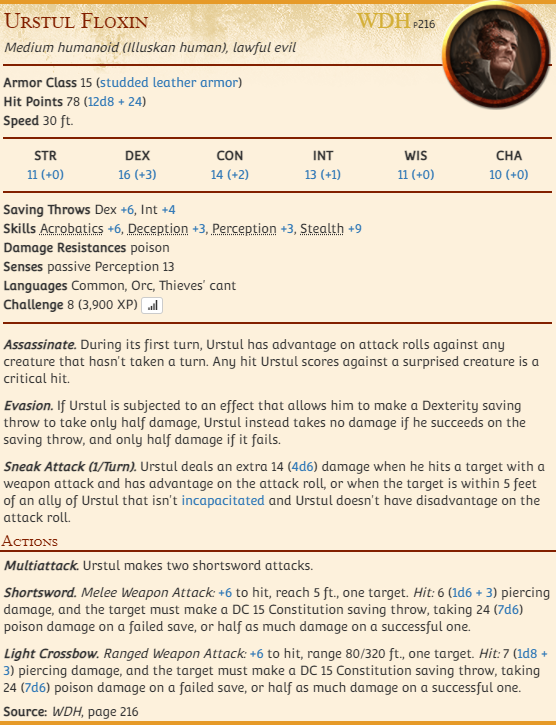 Urstul Floxin WDH P216
Medium humanoid (Illuskan human), lawful evil
Armor Class 15 (studded leather armor)
Hit Points 78 (12d8 + 24)
Speed 30 ft.
STR DEX CON INT WIS CHA
11 (+0) 16 (+3) 14 (+2) 13 (+1) 11 (+0) 10 (+0)
Saving Throws Dex +6, Int +4
Skills Acrobatics +6, Deception +3, Perception +3, Stealth +9
Damage Resistances poison
Senses passive Perception 13
Languages Common, Orc, Thieves' cant
Challenge 8 (3,900 XP)
Assassinate. During its first turn, Urstul has advantage on attack rolls against any
creature that hasn't taken a turn. Any hit Urstul scores against a surprised creature is a
critical hit.
Evasion. If Urstul is subjected to an effect that allows him to make a Dexterity saving
throw to take only half damage, Urstul instead takes no damage if he succeeds on the
saving throw, and only half damage if it fails.
Sneak Attack (1/Turn). Urstul deals an extra 14 (4d6) damage when he hits a target with a
weapon attack and has advantage on the attack roll, or when the target is within 5 feet
of an ally of Urstul that isn't incapacitated and Urstul doesn't have disadvantage on the
attack roll.
Actions
Multiattack. Urstul makes two shortsword attacks.
Shortsword. Melee Weapon Attack: +6 to hit, reach 5 ft., one target. Hit: 6 (1d6 + 3) piercing
damage, and the target must make a DC 15 Constitution saving throw, taking 24 (7d6)
poison damage on a failed save, or half as much damage on a successful one.
Light Crossbow. Ranged Weapon Attack: +6 to hit, range 80/320 ft., one target. Hit: 7 (1d8 +
3) piercing damage, and the target must make a DC 15 Constitution saving throw, taking
24 (7d6) poison damage on a failed save, or half as much damage on a successful one.
Source: WDH, page 216